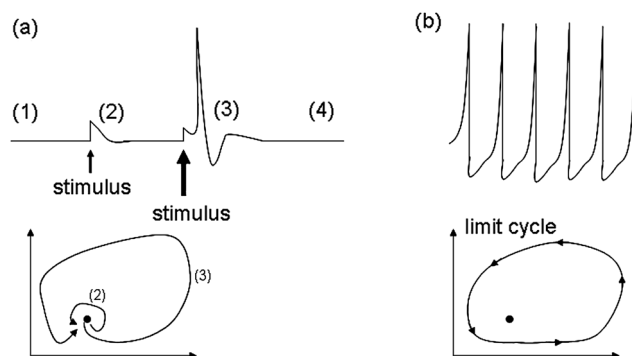 (a)
(1) (2) (3) (4)
stimulus
stimulus
(2)
(3)
(b)
limit cycle